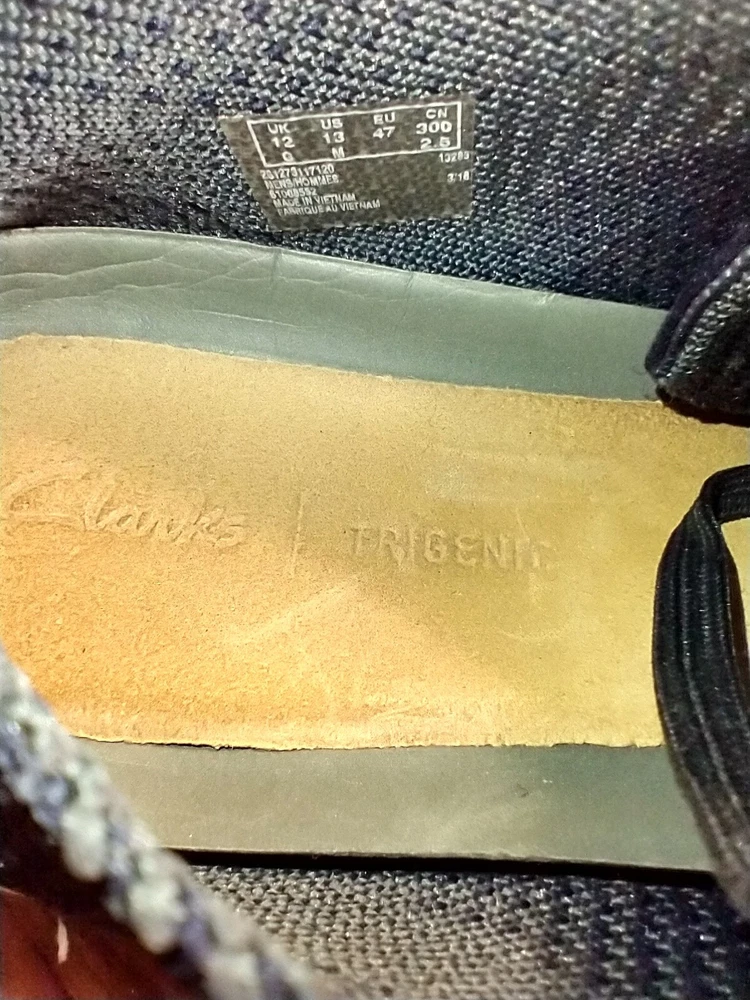 UK US EU CN
12 13 47 300
G M 2.5
13283
MENS/HOMMES 3/18
MADE IN VIETNAM
FABRIQUE AU VIETNAM
Clarks | TRIGENIC